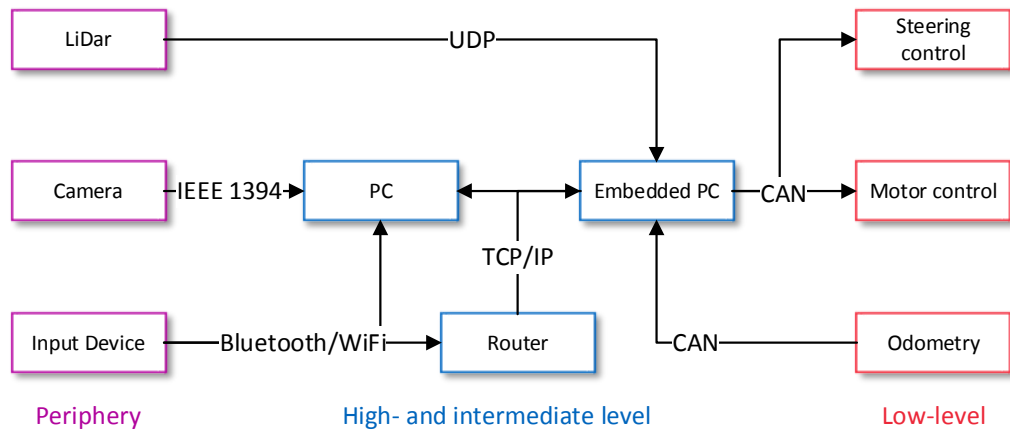 LiDar
UDP
Steering
control
Camera
IEEE 1394
PC
Embedded PC
CAN
Motor control
TCP/IP
Input Device
Bluetooth/WiFi
Router
CAN
Odometry
Periphery
High- and intermediate level
Low-level